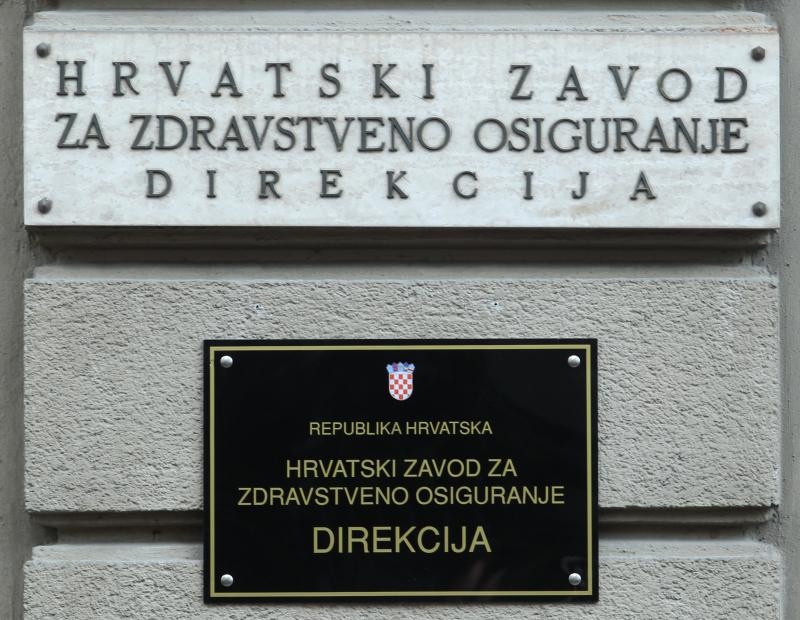 HRVATSKI ZAVOD
ZA ZDRAVSTVENO OSIGURANJE
DIREKCIJA
REPUBLIKA HRVATSKA
HRVATSKI ZAVOD ZA
ZDRAVSTVENO OSIGURANJE
DIREKCIJA